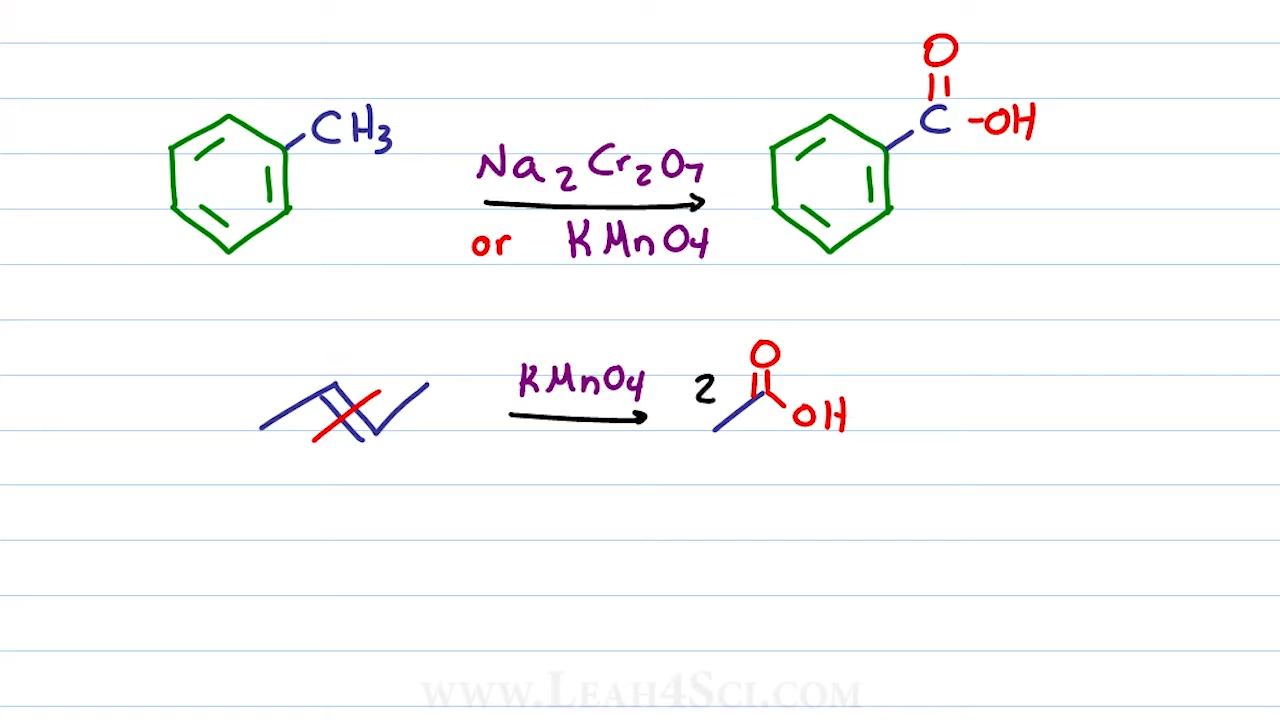 O
CH3
C-OH
Na2Cr2O7
or KMnO4
O
KMnO4
2
OH
www.Leah4Sci.com